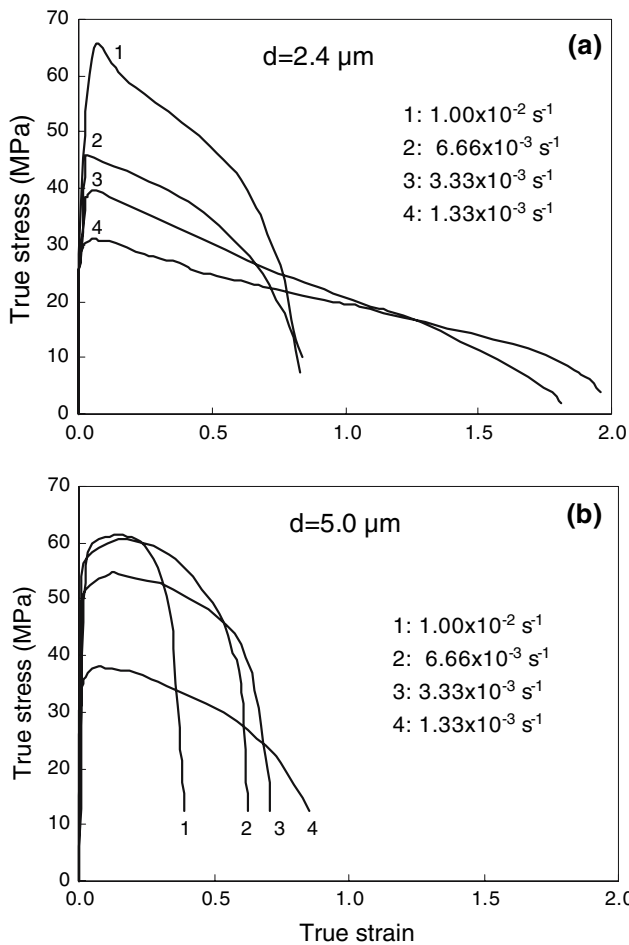 70
(a)
1
d=2.4 µm
60
1: 1.00x10⁻² s⁻¹
50
2
2: 6.66x10⁻³ s⁻¹
3
3: 3.33x10⁻³ s⁻¹
40
4
4: 1.33x10⁻³ s⁻¹
30
20
10
0
True stress (MPa)
0.0 0.5 1.0 1.5 2.0
70
(b)
d=5.0 µm
60
50
1: 1.00x10⁻² s⁻¹
2: 6.66x10⁻³ s⁻¹
40
3: 3.33x10⁻³ s⁻¹
30
4: 1.33x10⁻³ s⁻¹
20
10
1 2 3 4
0
True stress (MPa)
0.0 0.5 1.0 1.5 2.0
True strain